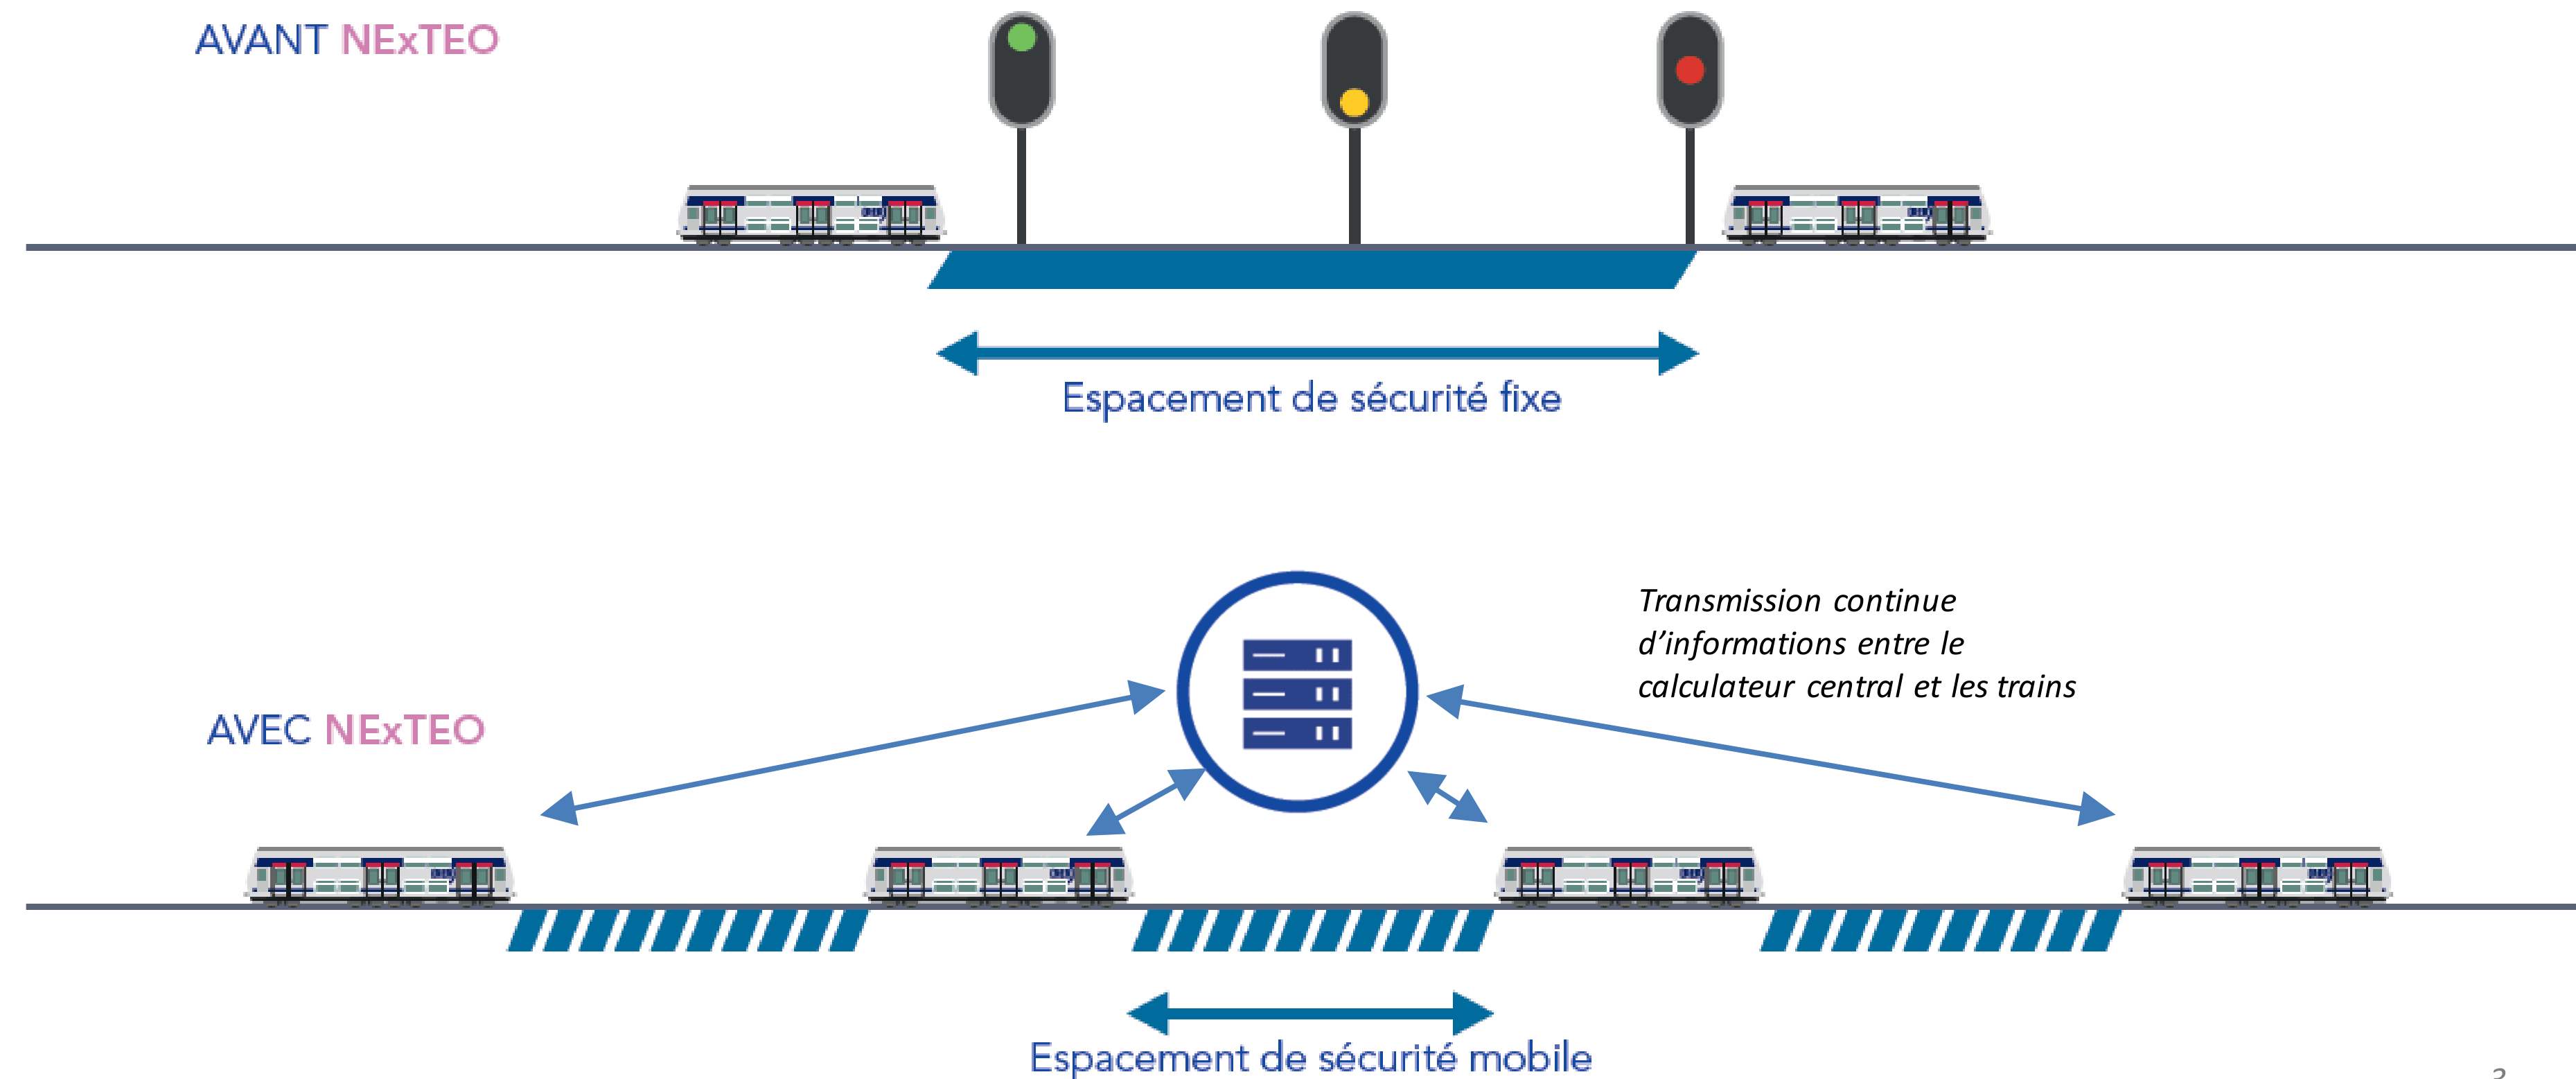 AVANT NExTEO
Espacement de sécurité fixe
Transmission continue
d’informations entre le
calculateur central et les trains
AVEC NExTEO
Espacement de sécurité mobile